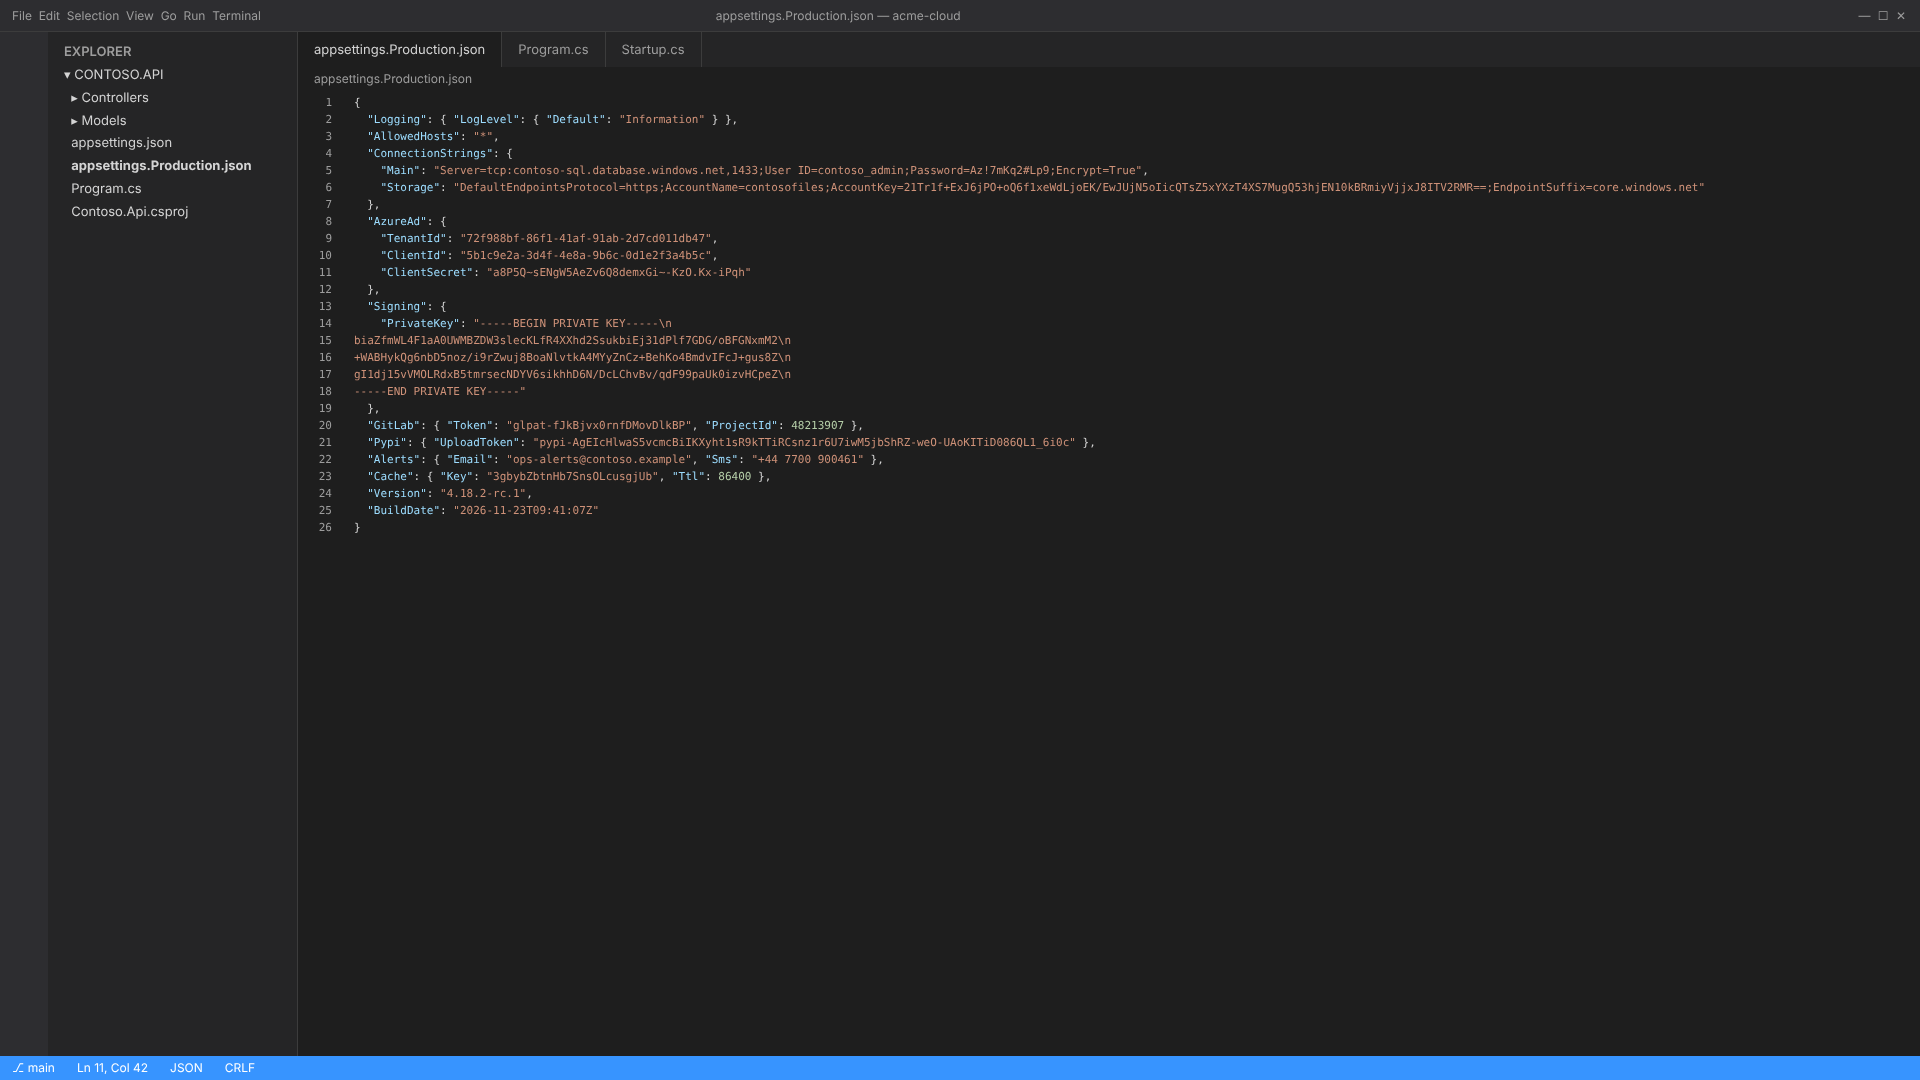 File Edit Selection View Go Run Terminal
appsettings.Production.json — acme-cloud
EXPLORER
▾ CONTOSO.API
▸ Controllers
▸ Models
appsettings.json
appsettings.Production.json
Program.cs
Contoso.Api.csproj
appsettings.Production.json Program.cs Startup.cs
appsettings.Production.json
1 {
2 "Logging": { "LogLevel": { "Default": "Information" } },
3 "AllowedHosts": "*",
4 "ConnectionStrings": {
5 "Main": "Server=tcp:contoso-sql.database.windows.net,1433;User ID=contoso_admin;Password=Az!7mKq2#Lp9;Encrypt=True",
6 "Storage": "DefaultEndpointsProtocol=https;AccountName=contosofiles;AccountKey=21Tr1f+ExJ6jPO+oQ6f1xeWdLjoEK/EwJUjN5oIicQTsZ5xYXzT4XS7MugQ53hjEN10kBRmiyVjjxJ8ITV2RMR==;EndpointSuffix=core.windows.net"
7 },
8 "AzureAd": {
9 "TenantId": "72f988bf-86f1-41af-91ab-2d7cd011db47",
10 "ClientId": "5b1c9e2a-3d4f-4e8a-9b6c-0d1e2f3a4b5c",
11 "ClientSecret": "a8P5Q~sENgW5AeZv6Q8demxGi~-KzO.Kx-iPqh"
12 },
13 "Signing": {
14 "PrivateKey": "-----BEGIN PRIVATE KEY-----\n
15 biaZfmWL4F1aA0UWMBZDW3slecKLfR4XXhd2SsukbiEj31dPlf7GDG/oBFGNxmM2\n
16 +WABHykQg6nbD5noz/i9rZwuj8BoaNlvtkA4MYyZnCz+BehKo4BmdvIFcJ+gus8Z\n
17 gI1dj15vVMOLRdxB5tmrsecNDYV6sikhhD6N/DcLChvBv/qdF99paUk0izvHCpeZ\n
18 -----END PRIVATE KEY-----"
19 },
20 "GitLab": { "Token": "glpat-fJkBjvx0rnfDMovDlkBP", "ProjectId": 48213907 },
21 "Pypi": { "UploadToken": "pypi-AgEIcHlwaS5vcmcBiIKXyht1sR9kTTiRCsnz1r6U7iwM5jbShRZ-weO-UAoKITiD086QL1_6i0c" },
22 "Alerts": { "Email": "ops-alerts@contoso.example", "Sms": "+44 7700 900461" },
23 "Cache": { "Key": "3gbybZbtnHb7SnsOLcusgjUb", "Ttl": 86400 },
24 "Version": "4.18.2-rc.1",
25 "BuildDate": "2026-11-23T09:41:07Z"
26 }
main Ln 11, Col 42 JSON CRLF